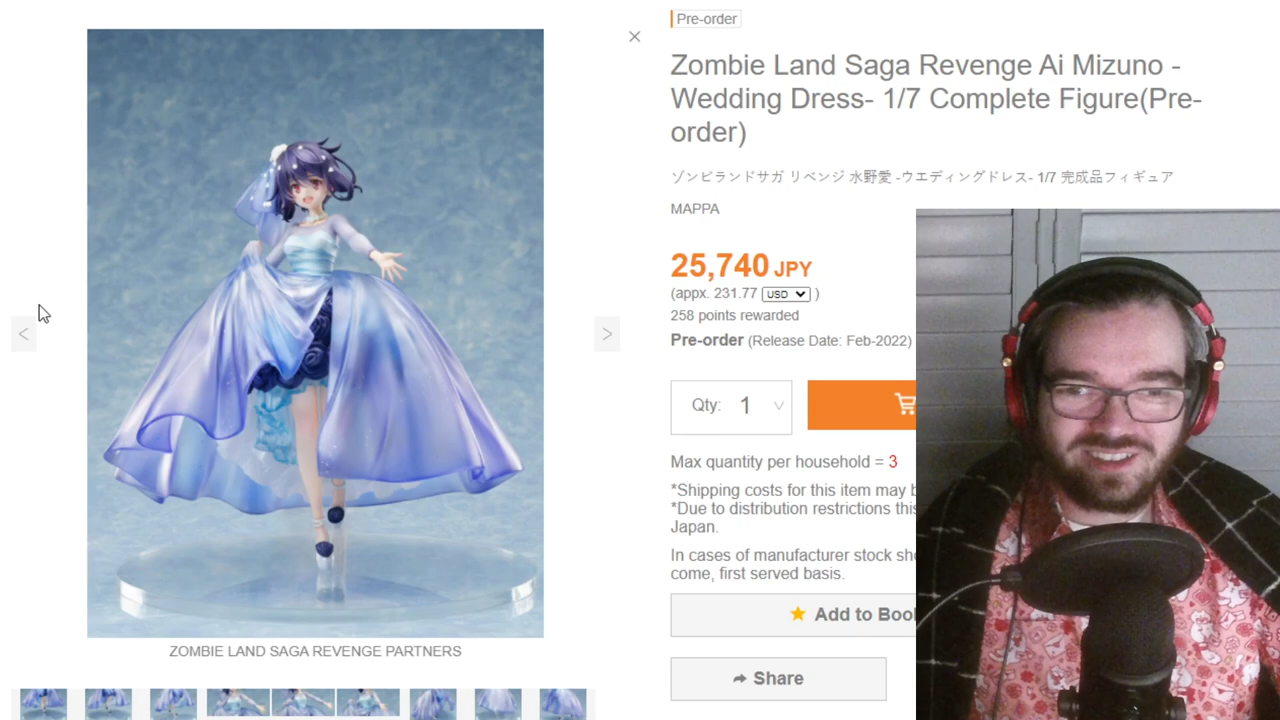 Pre-order
Zombie Land Saga Revenge Ai Mizuno -
Wedding Dress- 1/7 Complete Figure(Pre-
order)
ゾンビランドサガ リベンジ 水野愛 -ウエディングドレス- 1/7 完成品フィギュア
MAPPA
25,740 JPY
(appx. 231.77 USD )
258 points rewarded
Pre-order (Release Date: Feb-2022)
Qty: 1
Max quantity per household = 3
*Shipping costs for this item may
*Due to distribution restrictions
Japan.
In cases of manufacturer stock
come, first served basis.
Add to
Share
ZOMBIE LAND SAGA REVENGE PARTNERS